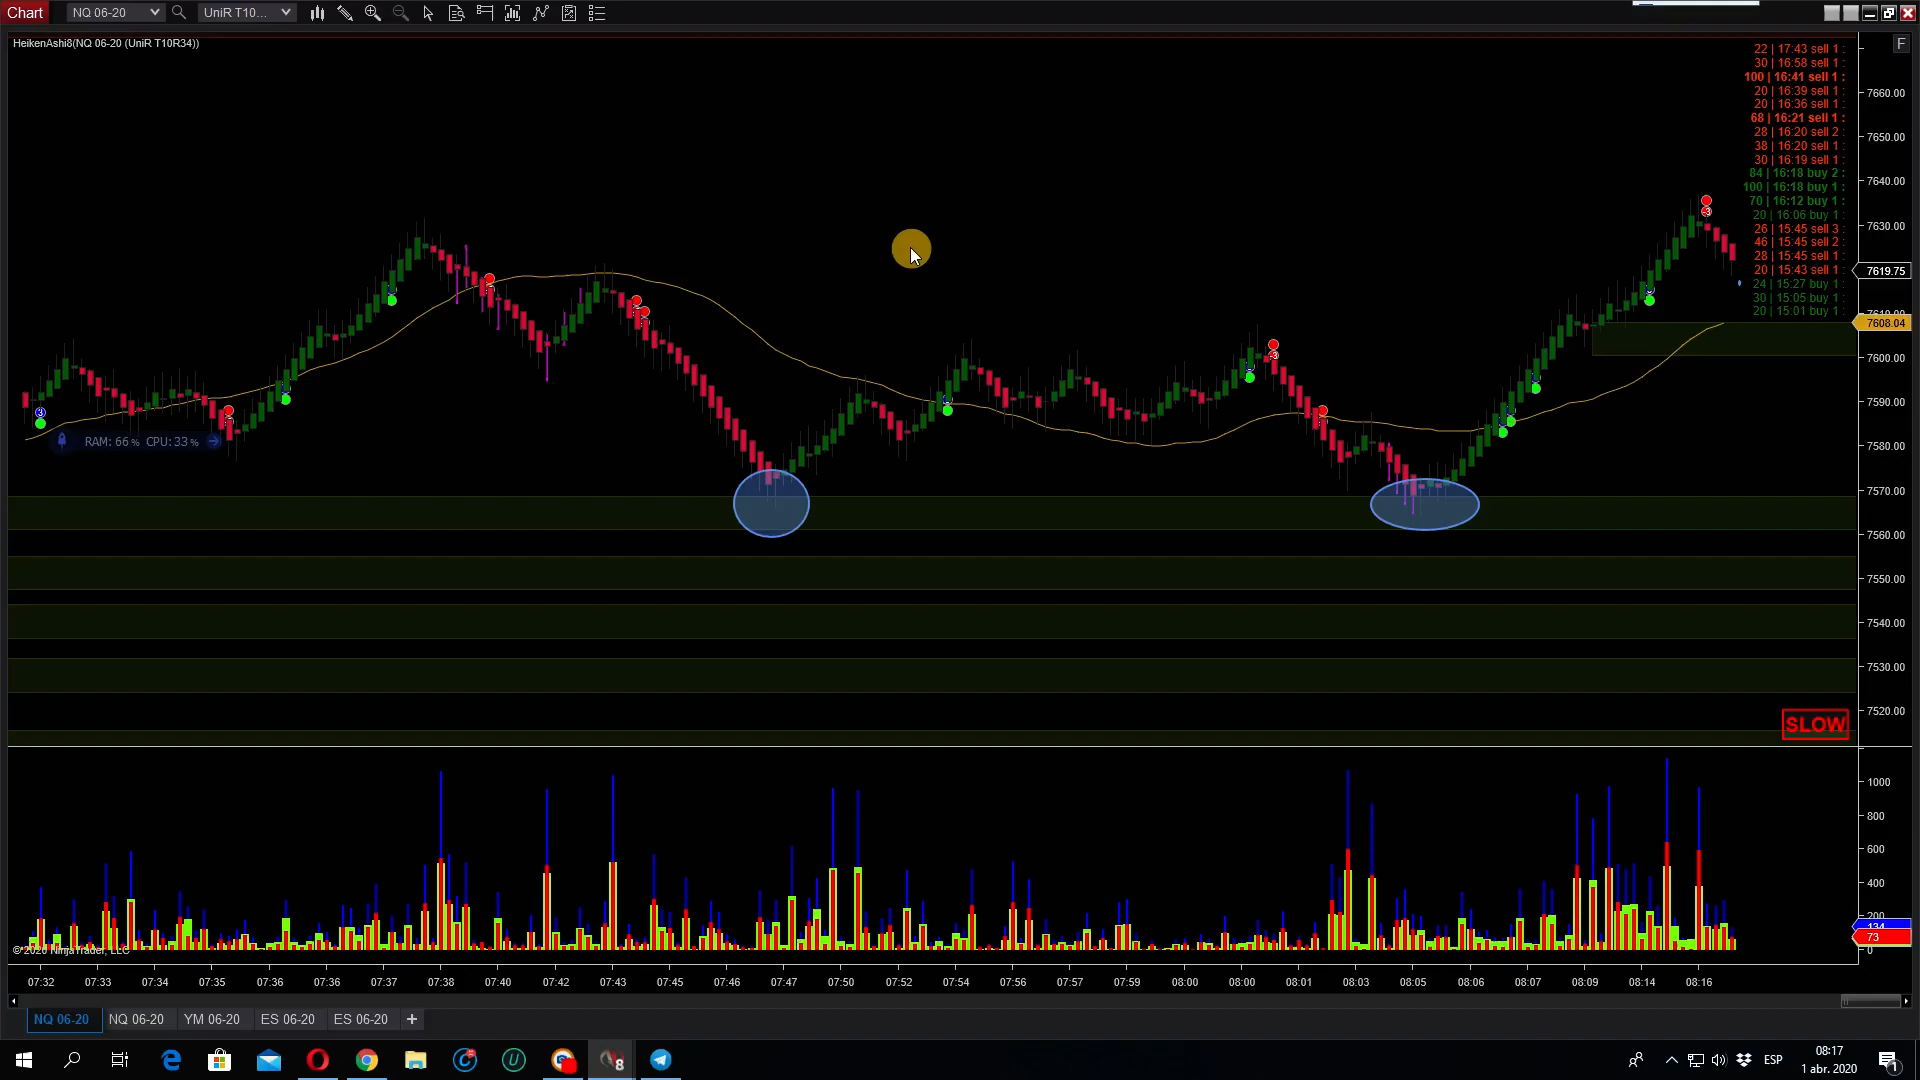 Chart
NQ 06-20
UniR T10...
HeikenAshi8(NQ 06-20 (UniR T10R34))
F
22 | 17:43 sell 1 :
30 | 16:58 sell 1 :
100 | 16:41 sell 1 :
20 | 16:39 sell 1 :
20 | 16:36 sell 1 :
68 | 16:21 sell 1 :
28 | 16:20 sell 2 :
38 | 16:20 sell 1 :
30 | 16:19 sell 1 :
84 | 16:18 buy 2 :
100 | 16:18 buy 1 :
70 | 16:12 buy 1 :
20 | 16:06 buy 1 :
26 | 15:45 sell 3 :
46 | 15:45 sell 2 :
28 | 15:45 sell 1 :
20 | 15:43 sell 1 :
24 | 15:27 buy 1 :
30 | 15:05 buy 1 :
20 | 15:01 buy 1 :
7660.00
7650.00
7640.00
7630.00
7619.75
7608.04
7600.00
7590.00
7580.00
7570.00
7560.00
7550.00
7540.00
7530.00
7520.00
RAM: 66 % CPU: 33 %
SLOW
1000
800
600
400
200
73
0
© 2020 NinjaTrader, LLC
07:32 07:33 07:34 07:35 07:36 07:36 07:37 07:38 07:40 07:42 07:43 07:45 07:46 07:47 07:50 07:52 07:54 07:56 07:57 07:59 08:00 08:00 08:01 08:03 08:05 08:06 08:07 08:09 08:14 08:16
NQ 06-20 NQ 06-20 YM 06-20 ES 06-20 ES 06-20 +
ESP
08:17
1 abr. 2020